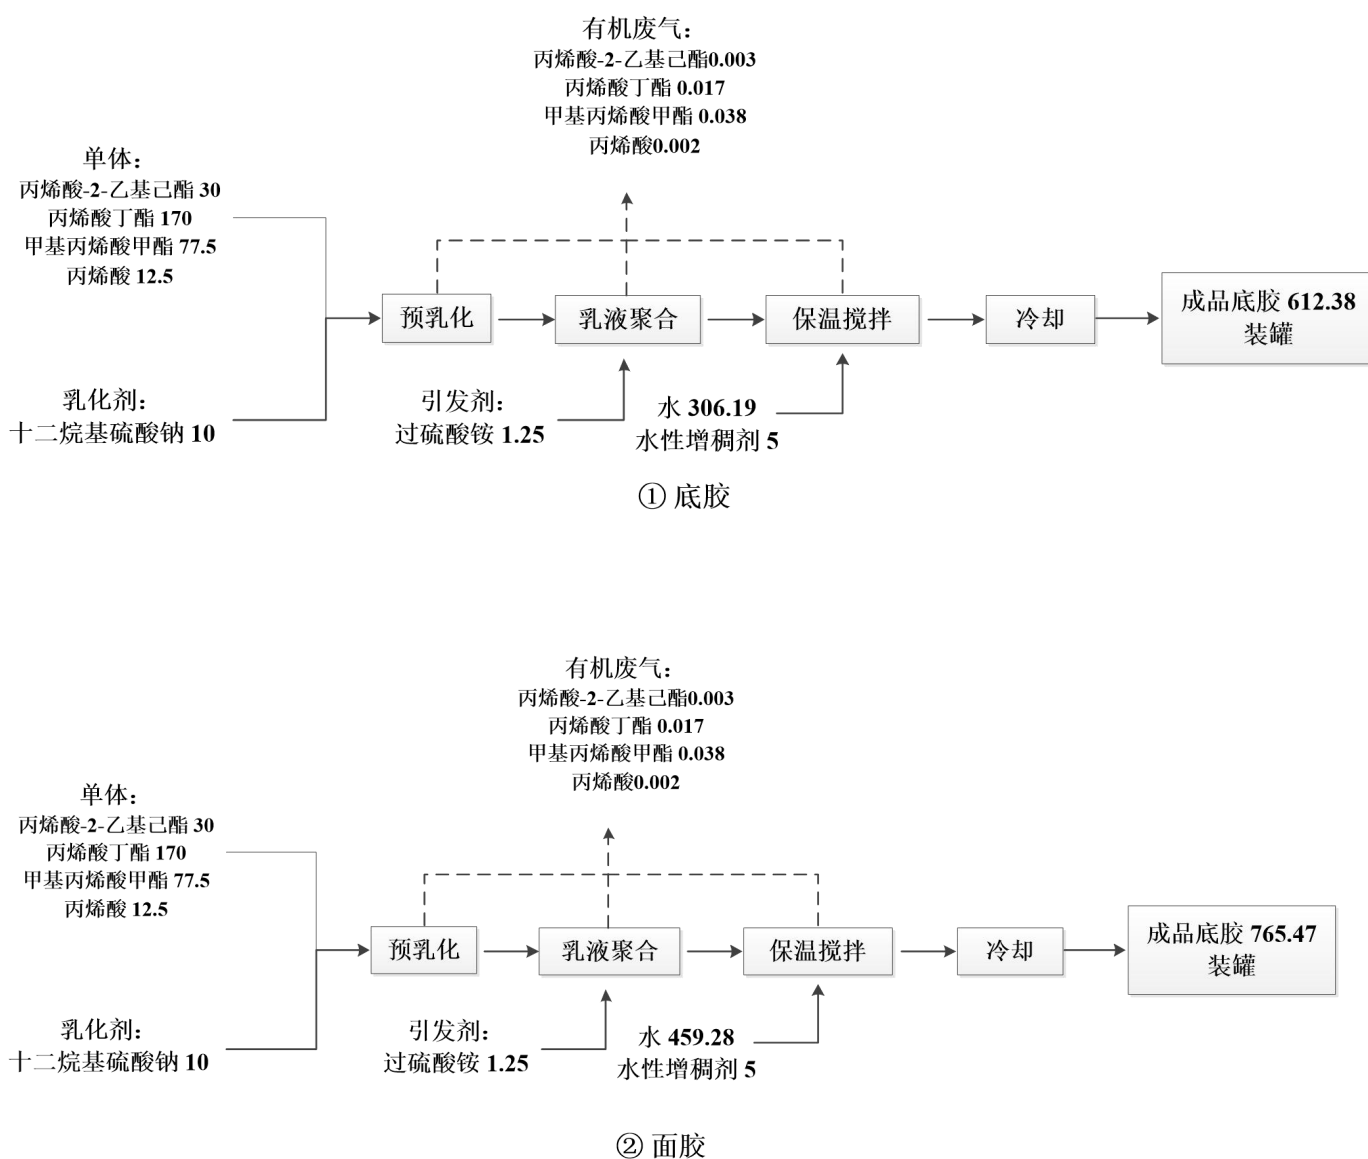 有机废气：
丙烯酸-2-乙基己酯0.003
丙烯酸丁酯 0.017
甲基丙烯酸甲酯 0.038
丙烯酸0.002
单体：
丙烯酸-2-乙基己酯 30
丙烯酸丁酯 170
甲基丙烯酸甲酯 77.5
丙烯酸 12.5
预乳化
乳液聚合
保温搅拌
冷却
成品底胶 612.38
装罐
乳化剂：
十二烷基硫酸钠 10
引发剂：
过硫酸铵 1.25
水 306.19
水性增稠剂 5
① 底胶
有机废气：
丙烯酸-2-乙基己酯0.003
丙烯酸丁酯 0.017
甲基丙烯酸甲酯 0.038
丙烯酸0.002
单体：
丙烯酸-2-乙基己酯 30
丙烯酸丁酯 170
甲基丙烯酸甲酯 77.5
丙烯酸 12.5
预乳化
乳液聚合
保温搅拌
冷却
成品底胶 765.47
装罐
乳化剂：
十二烷基硫酸钠 10
引发剂：
过硫酸铵 1.25
水 459.28
水性增稠剂 5
② 面胶